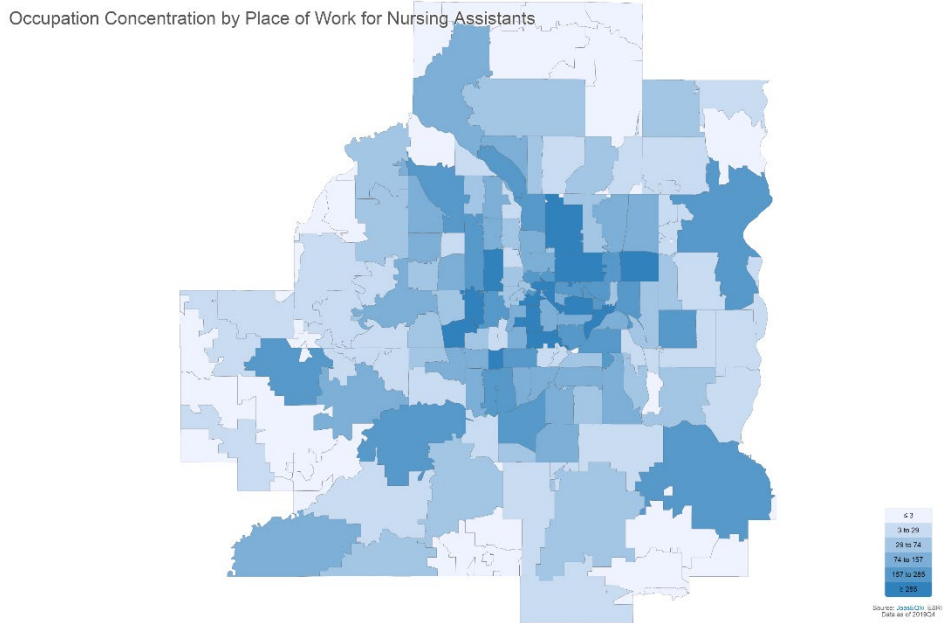 Occupation Concentration by Place of Work for Nursing Assistants
≤ 3
3 to 29
29 to 74
74 to 157
157 to 285
≥ 285
Source: JobsEQ®, ESRI
Data as of 2019Q4